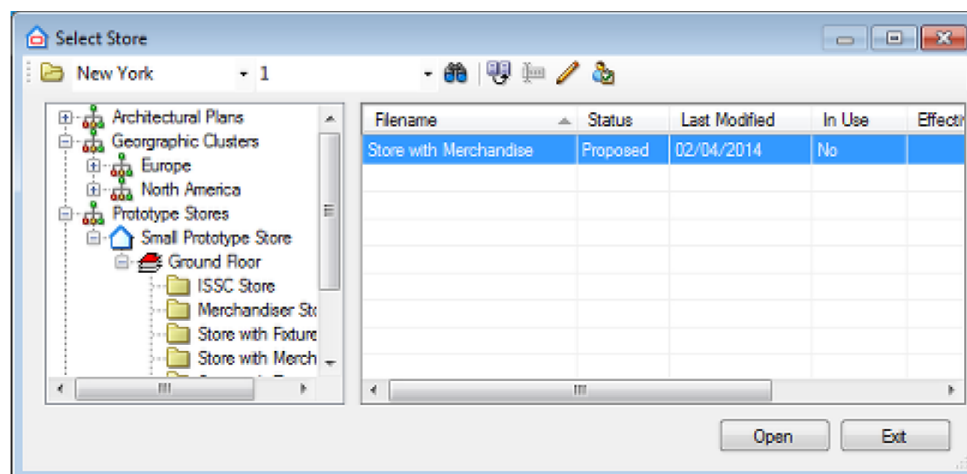 Select Store
New York 1
Architectural Plans
Georgraphic Clusters
Europe
North America
Prototype Stores
Small Prototype Store
Ground Floor
ISSC Store
Merchandiser Sto
Store with Fixture
Store with Merch
Filename Status Last Modified In Use Effectiv
Store with Merchandise Proposed 02/04/2014 No
Open Exit